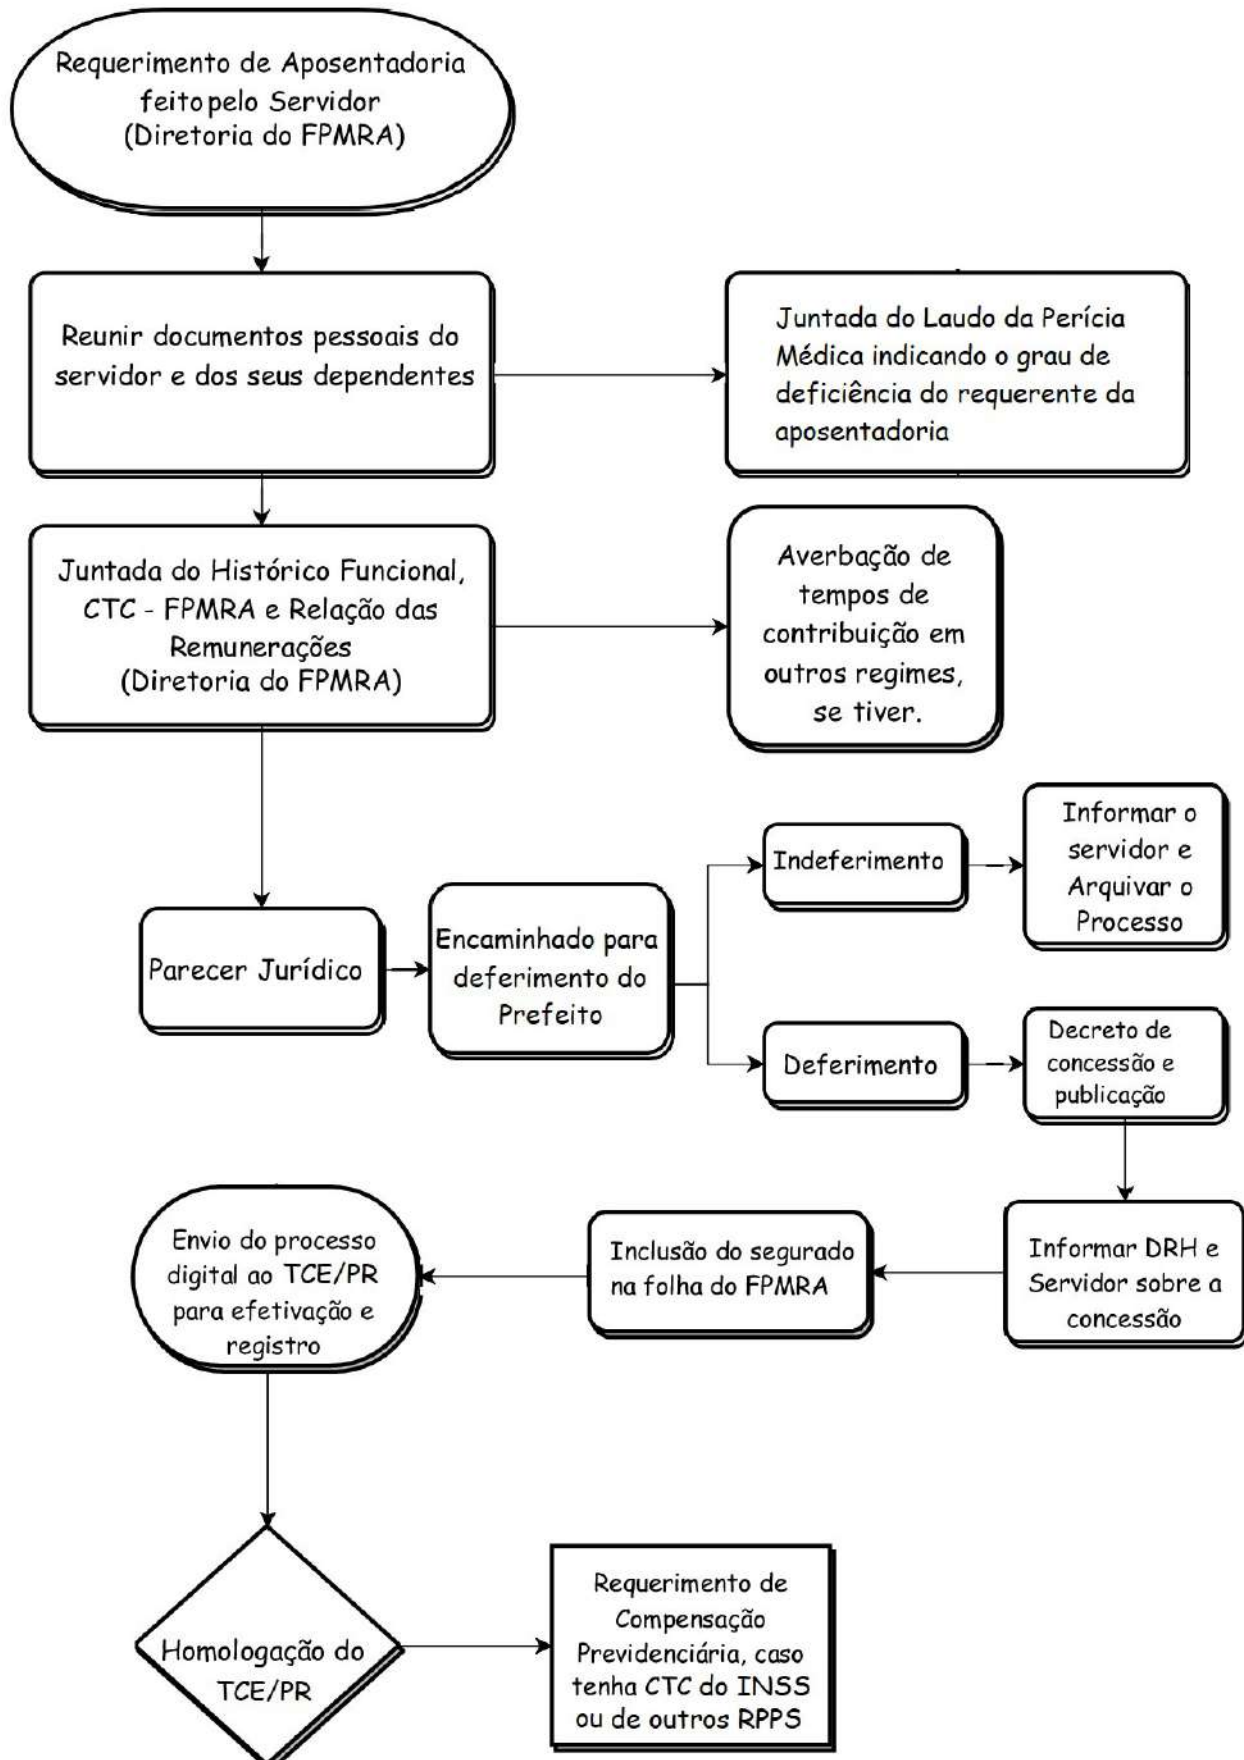 Requerimento de Aposentadoria
feito pelo Servidor
(Diretoria do FPMRA)
Reunir documentos pessoais do
servidor e dos seus dependentes
Juntada do Laudo da Perícia
Médica indicando o grau de
deficiência do requerente da
aposentadoria
Juntada do Histórico Funcional,
CTC - FPMRA e Relação das
Remunerações
(Diretoria do FPMRA)
Averbação de
tempos de
contribuição em
outros regimes,
se tiver.
Parecer Jurídico
Encaminhado para
deferimento do
Prefeito
Indeferimento
Informar o
servidor e
Arquivar o
Processo
Deferimento
Decreto de
concessão e
publicação
Informar DRH e
Servidor sobre a
concessão
Inclusão do segurado
na folha do FPMRA
Envio do processo
digital ao TCE/PR
para efetivação e
registro
Homologação do
TCE/PR
Requerimento de
Compensação
Previdenciária, caso
tenha CTC do INSS
ou de outros RPPS